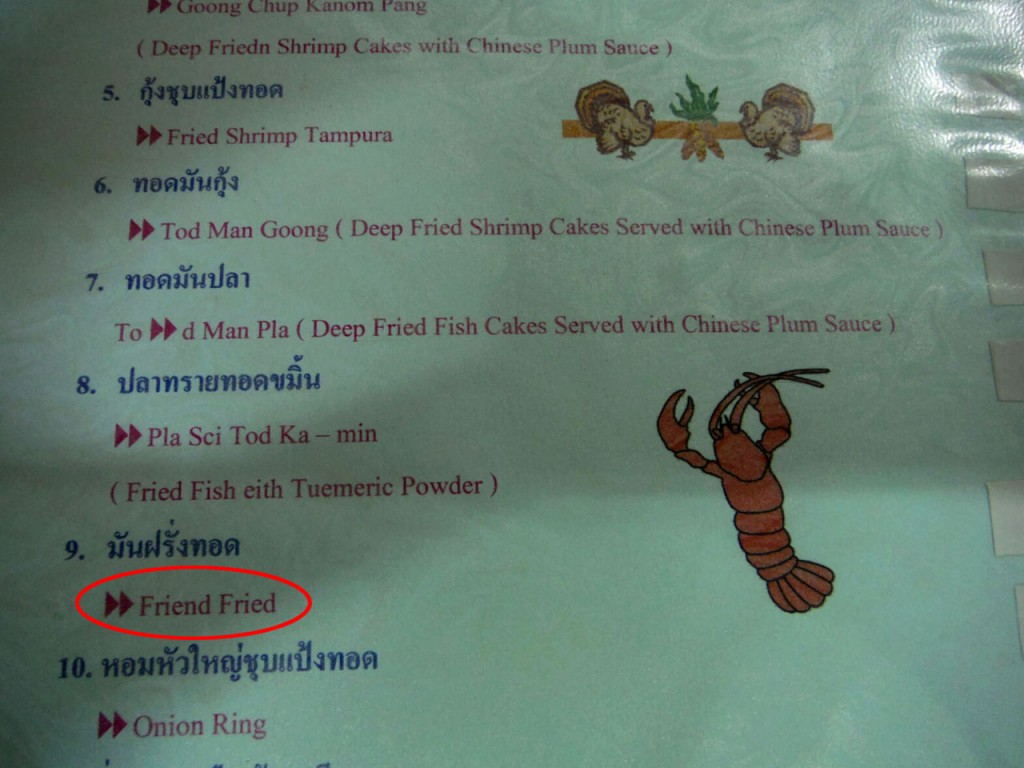 Goong Chup Kanom Pang
( Deep Friedn Shrimp Cakes with Chinese Plum Sauce )
5. กุ้งชุบแป้งทอด
Fried Shrimp Tampura
6. ทอดมันกุ้ง
Tod Man Goong ( Deep Fried Shrimp Cakes Served with Chinese Plum Sauce )
7. ทอดมันปลา
To d Man Pla ( Deep Fried Fish Cakes Served with Chinese Plum Sauce )
8. ปลาทรายทอดขมิ้น
Pla Sci Tod Ka – min
( Fried Fish eith Tuemeric Powder )
9. มันฝรั่งทอด
Friend Fried
10. หอมหัวใหญ่ชุบแป้งทอด
Onion Ring